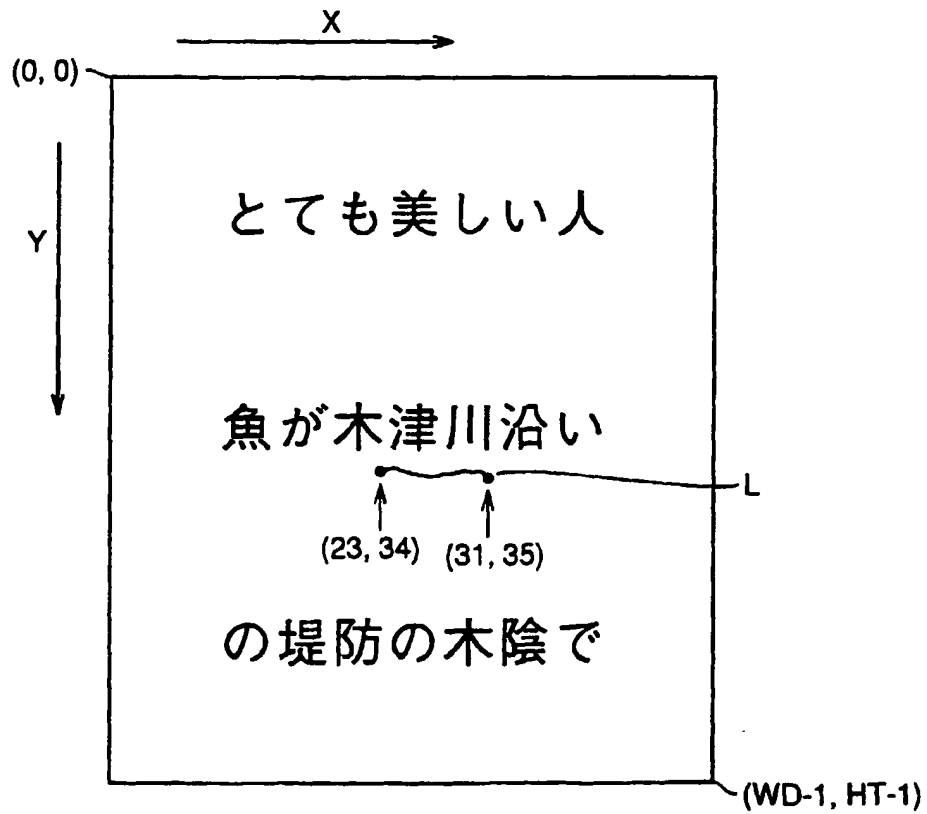 X
(0, 0)
Y
とても美しい人
魚が木津川沿い
L
(23, 34) (31, 35)
の堤防の木陰で
(WD-1, HT-1)